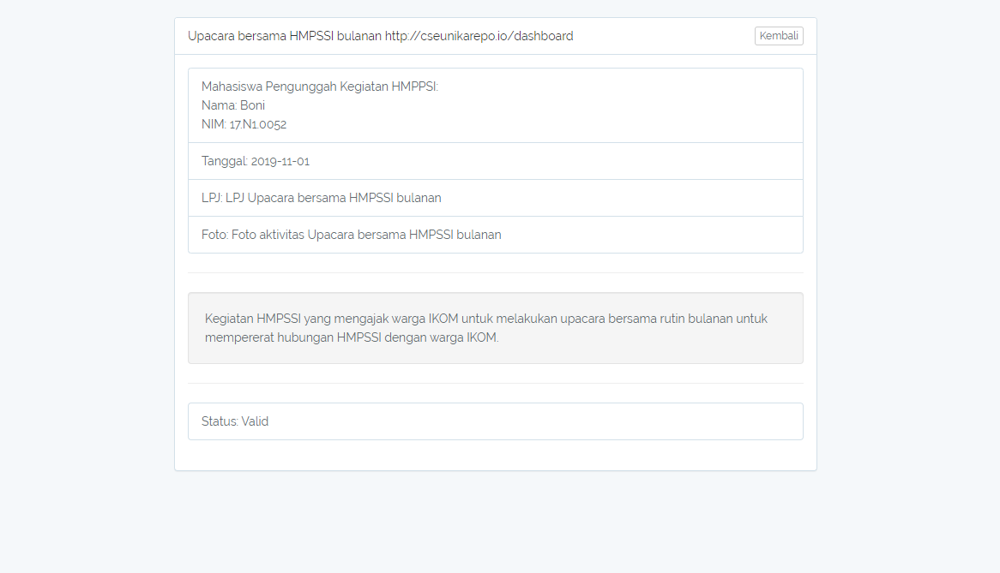 Upacara bersama HMPSSI bulanan http://cseunikarepo.io/dashboard
Kembali
Mahasiswa Pengunggah Kegiatan HMPPSI:
Nama: Boni
NIM: 17.N1.0052
Tanggal: 2019-11-01
LPJ: LPJ Upacara bersama HMPSSI bulanan
Foto: Foto aktivitas Upacara bersama HMPSSI bulanan
Kegiatan HMPSSI yang mengajak warga IKOM untuk melakukan upacara bersama rutin bulanan untuk
mempererat hubungan HMPSSI dengan warga IKOM.
Status: Valid